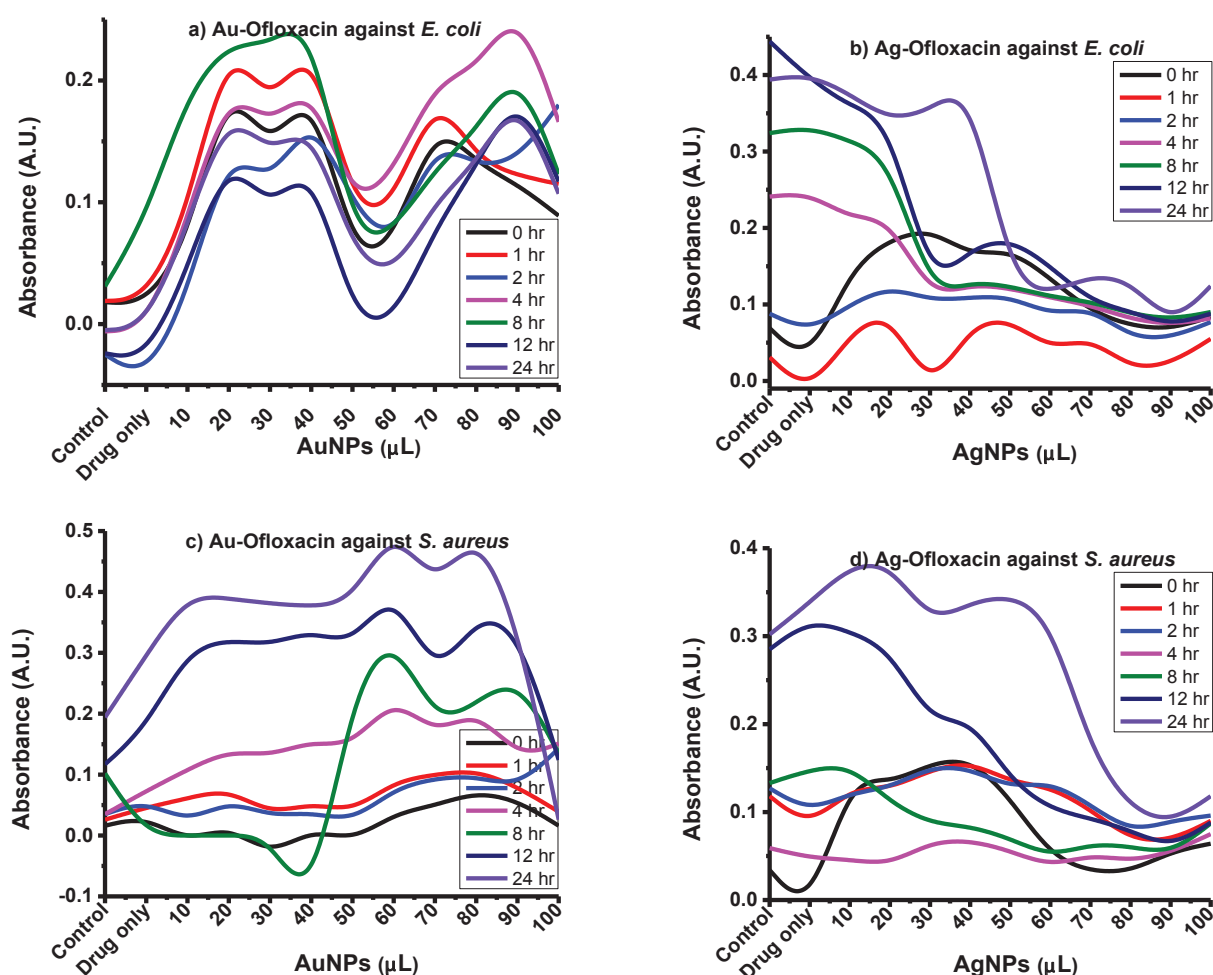 a) Au-Ofloxacin against E. coli
Absorbance (A.U.)
0.2
0.1
0.0
0 hr
1 hr
2 hr
4 hr
8 hr
12 hr
24 hr
Control
Drug only
10
20
30
40
50
60
70
80
90
100
AuNPs (μL)
b) Ag-Ofloxacin against E. coli
Absorbance (A.U.)
0.4
0.3
0.2
0.1
0.0
0 hr
1 hr
2 hr
4 hr
8 hr
12 hr
24 hr
Control
Drug only
10
20
30
40
50
60
70
80
90
100
AgNPs (μL)
c) Au-Ofloxacin against S. aureus
Absorbance (A.U.)
0.5
0.4
0.3
0.2
0.1
0.0
-0.1
0 hr
1 hr
2 hr
4 hr
8 hr
12 hr
24 hr
Control
Drug only
10
20
30
40
50
60
70
80
90
100
AuNPs (μL)
d) Ag-Ofloxacin against S. aureus
Absorbance (A.U.)
0.4
0.3
0.2
0.1
0.0
0 hr
1 hr
2 hr
4 hr
8 hr
12 hr
24 hr
Control
Drug only
10
20
30
40
50
60
70
80
90
100
AgNPs (μL)